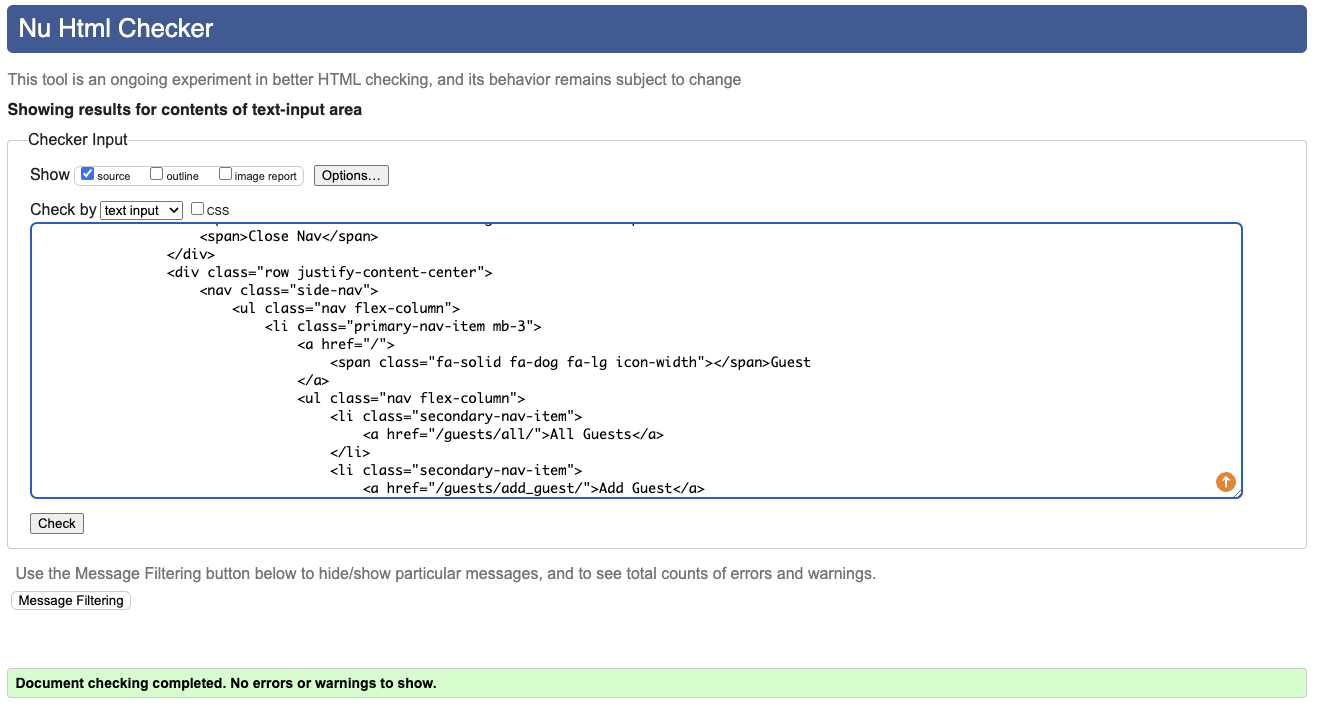 Nu Html Checker
This tool is an ongoing experiment in better HTML checking, and its behavior remains subject to change
Showing results for contents of text-input area
Checker Input
Show source outline image report Options...
Check by text input CSS
<span>Close Nav</span>
</div>
<div class="row justify-content-center">
<nav class="side-nav">
<ul class="nav flex-column">
<li class="primary-nav-item mb-3">
<a href="/">
<span class="fa-solid fa-dog fa-lg icon-width"></span>Guest
</a>
<ul class="nav flex-column">
<li class="secondary-nav-item">
<a href="/guests/all/">All Guests</a>
</li>
<li class="secondary-nav-item">
<a href="/guests/add_guest/">Add Guest</a>
Check
Use the Message Filtering button below to hide/show particular messages, and to see total counts of errors and warnings.
Message Filtering
Document checking completed. No errors or warnings to show.